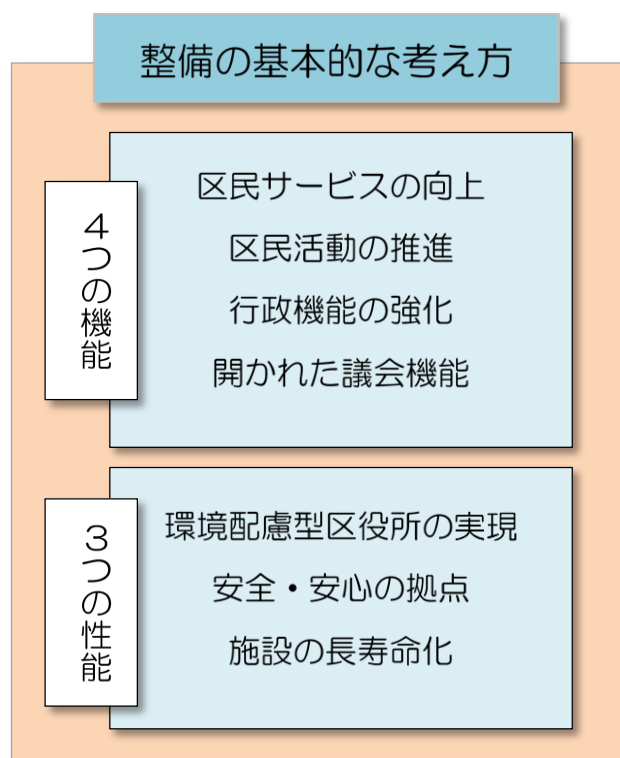 整備の基本的な考え方
4つの機能
区民サービスの向上
区民活動の推進
行政機能の強化
開かれた議会機能
3つの性能
環境配慮型区役所の実現
安全・安心の拠点
施設の長寿命化